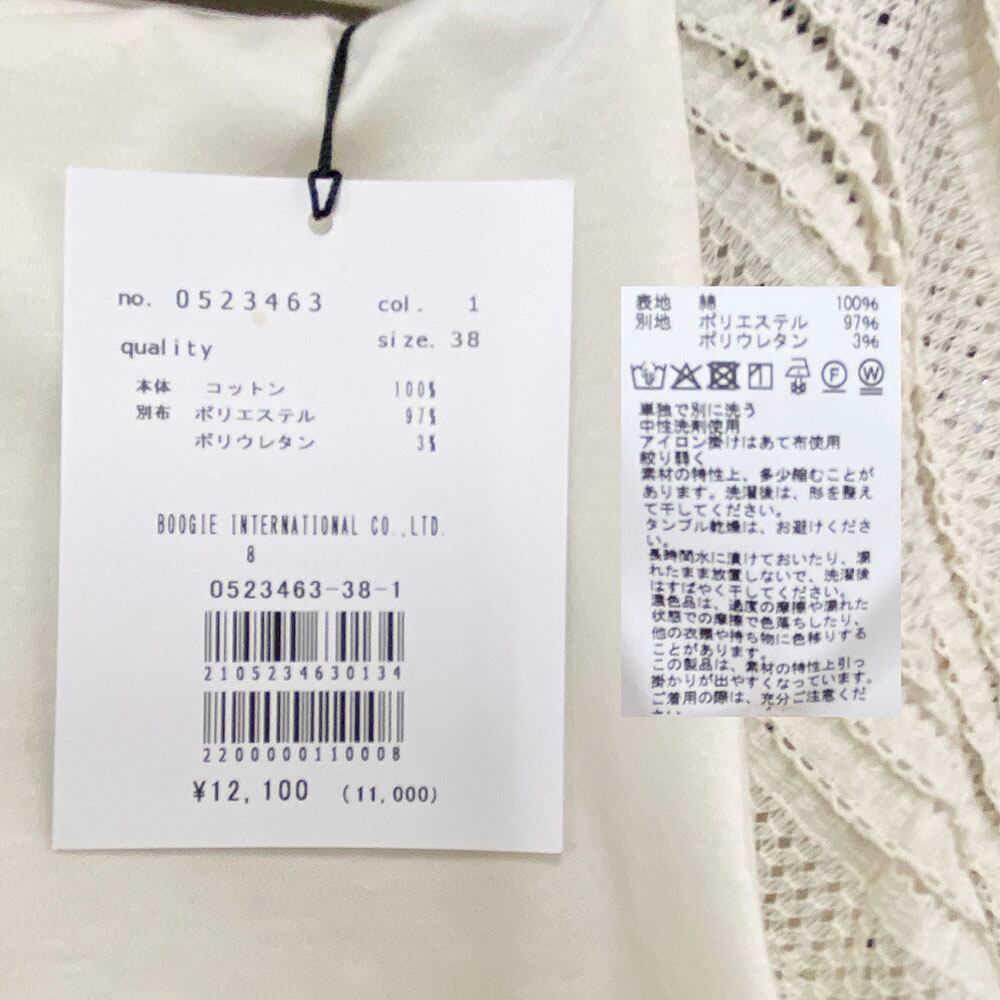 no. 0523463 col. 1
quality size. 38
本体 コットン 100%
別布 ポリエステル 97%
ポリウレタン 3%
BOOGIE INTERNATIONAL CO.,LTD.
8
0523463-38-1
2105234630134
2200000110008
¥12,100 (11,000)
表地 綿 100%
別地 ポリエステル 97%
ポリウレタン 3%
F W
単独で別に洗う
中性洗剤使用
アイロン掛けはあて布使用
絞り弱く
素材の特性上、多少縮むことが
あります。洗濯後は、形を整え
て干してください。
タンブル乾燥は、お避けくださ
い。
長時間水に漬けておいたり、濡
れたまま放置しないで、洗濯後
はすばやく干してください。
濃色品は、過度の摩擦や濡れた
状態での摩擦で色落ちしたり、
他の衣類や持ち物に色移りする
ことがあります。
この製品は、素材の特性上引っ
掛かりが出やすくなっています。
ご着用の際は、充分ご注意くだ